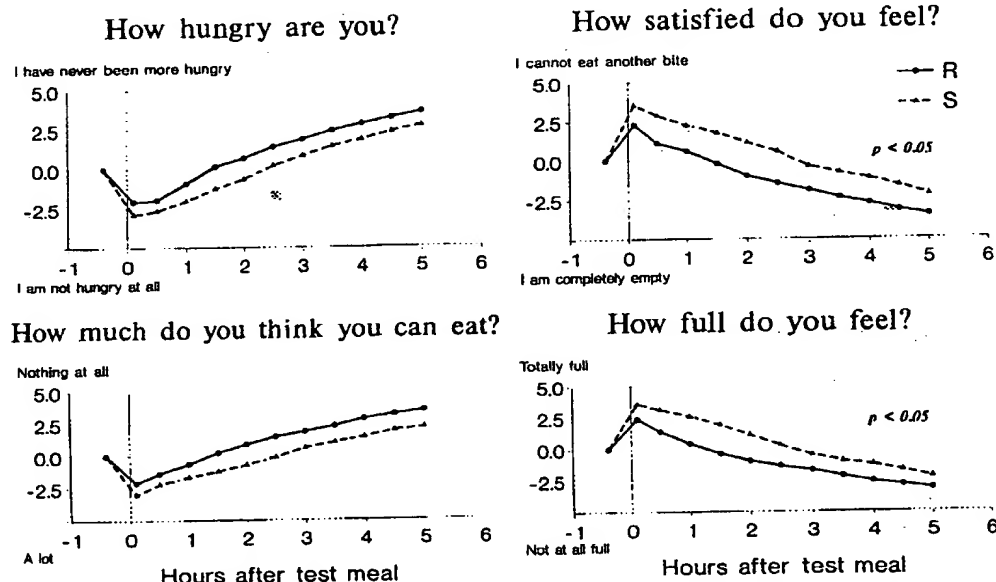 How hungry are you?
I have never been more hungry
5.0
2.5
0.0
-2.5
-1 0 1 2 3 4 5 6
I am not hungry at all
How satisfied do you feel?
I cannot eat another bite
R
S
5.0
2.5
0.0
-2.5
p < 0.05
-1 0 1 2 3 4 5 6
I am completely empty
How much do you think you can eat?
Nothing at all
5.0
2.5
0.0
-2.5
-1 0 1 2 3 4 5 6
A lot
Hours after test meal
How full do you feel?
Totally full
5.0
2.5
0.0
-2.5
p < 0.05
-1 0 1 2 3 4 5 6
Not at all full
Hours after test meal